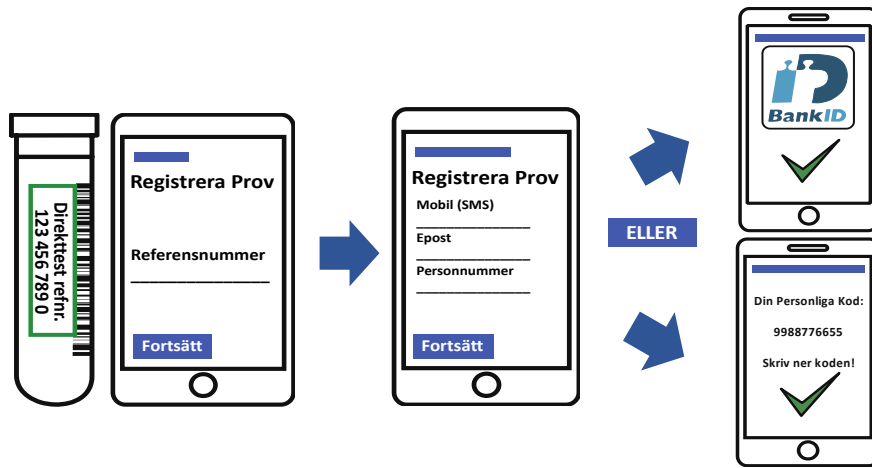 Direkttest refnr.
123 456 789 0
Registrera Prov
Referensnummer
Fortsätt
Registrera Prov
Mobil (SMS)
Epost
Personnummer
Fortsätt
ELLER
BankID
Din Personliga Kod:
9988776655
Skriv ner koden!